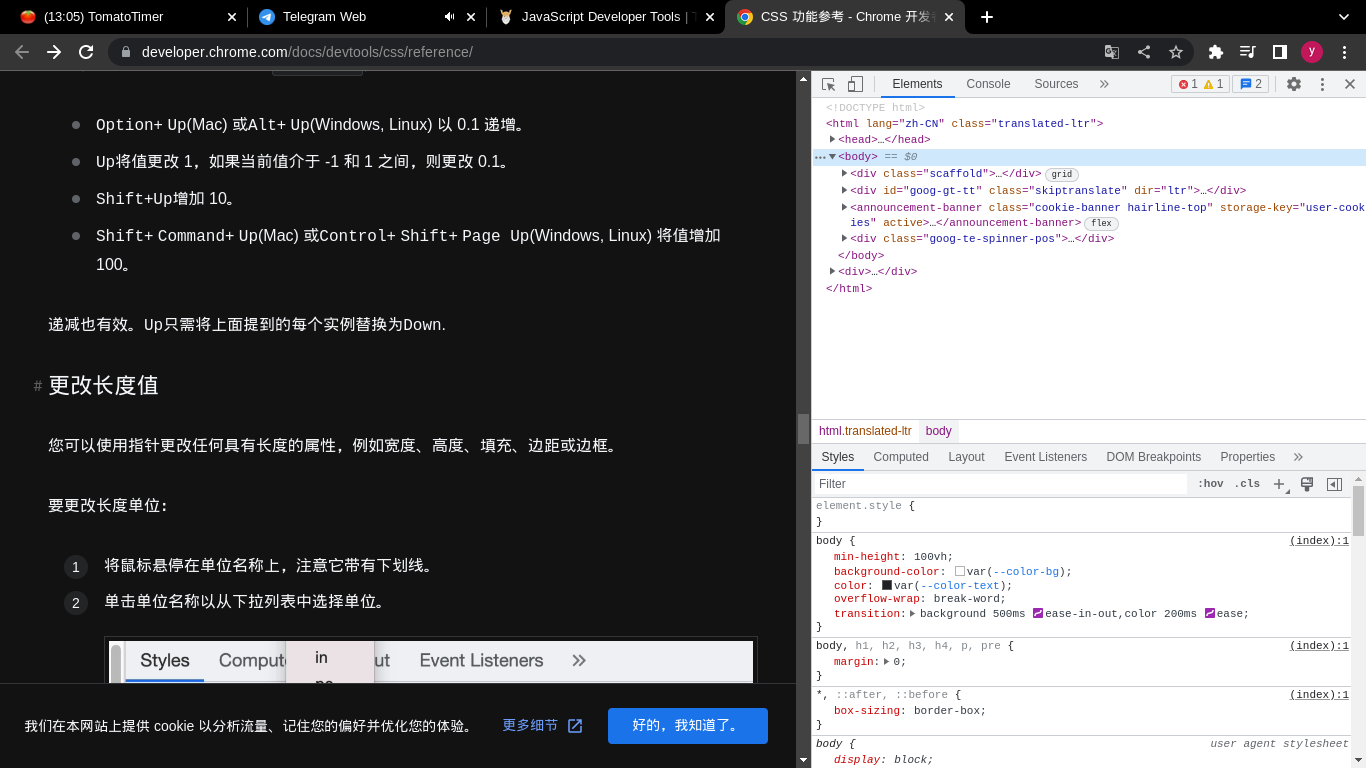 (13:05) TomatoTimer
Telegram Web
JavaScript Developer Tools |
CSS 功能参考 - Chrome 开发
developer.chrome.com/docs/devtools/css/reference/
y
Option+ Up(Mac) 或Alt+ Up(Windows, Linux) 以 0.1 递增。
Up将值更改 1，如果当前值介于 -1 和 1 之间，则更改 0.1。
Shift+Up增加 10。
Shift+ Command+ Up(Mac) 或Control+ Shift+ Page Up(Windows, Linux) 将值增加
100。
递减也有效。Up只需将上面提到的每个实例替换为Down.
# 更改长度值
您可以使用指针更改任何具有长度的属性，例如宽度、高度、填充、边距或边框。
要更改长度单位：
1 将鼠标悬停在单位名称上，注意它带有下划线。
2 单击单位名称以从下拉列表中选择单位。
Styles Compute in ut Event Listeners »
我们在本网站上提供 cookie 以分析流量、记住您的偏好并优化您的体验。 更多细节 好的，我知道了。
Elements Console Sources » 1 1 2
<!DOCTYPE html>
<html lang="zh-CN" class="translated-ltr">
<head>…</head>
<body> == $0
<div class="scaffold">…</div> grid
<div id="goog-gt-tt" class="skiptranslate" dir="ltr">…</div>
<announcement-banner class="cookie-banner hairline-top" storage-key="user-cook
ies" active>…</announcement-banner> flex
<div class="goog-te-spinner-pos">…</div>
</body>
<div>…</div>
</html>
html.translated-ltr body
Styles Computed Layout Event Listeners DOM Breakpoints Properties »
Filter :hov .cls
element.style {
}
body { (index):1
min-height: 100vh;
background-color: var(--color-bg);
color: var(--color-text);
overflow-wrap: break-word;
transition: background 500ms ease-in-out,color 200ms ease;
}
body, h1, h2, h3, h4, p, pre { (index):1
margin: 0;
}
*, ::after, ::before { (index):1
box-sizing: border-box;
}
body { user agent stylesheet
display: block;